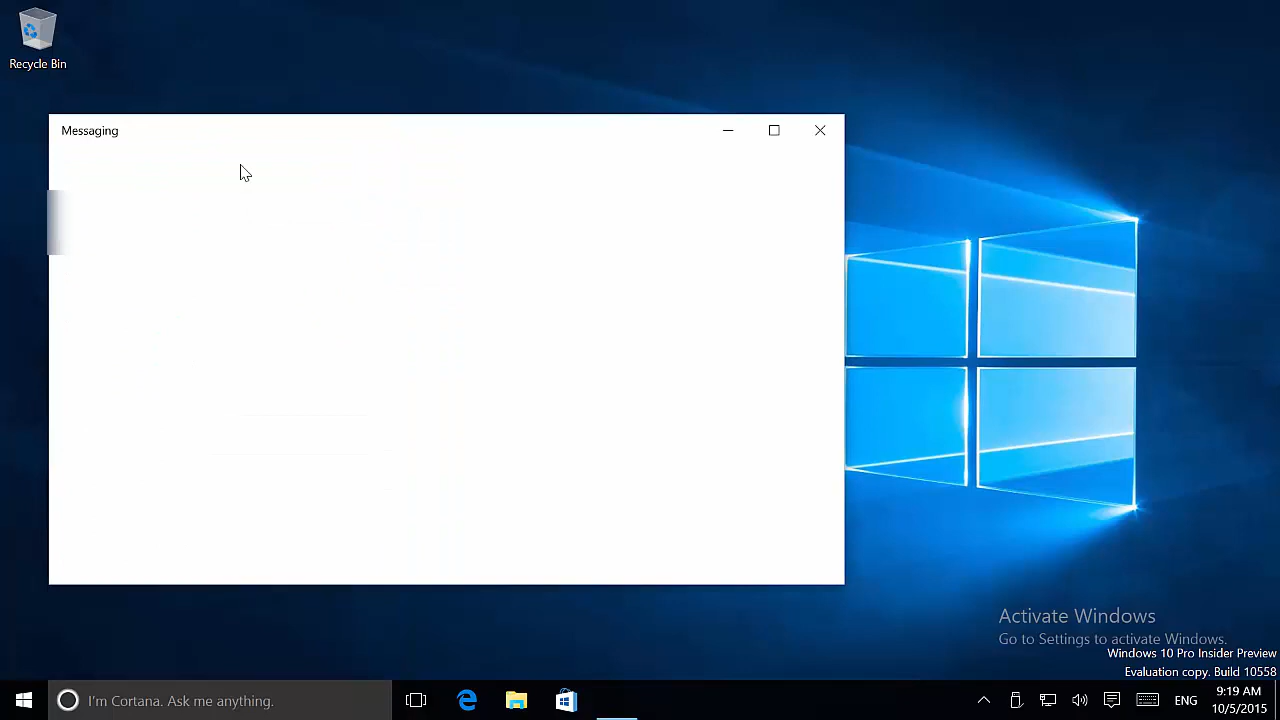 Recycle Bin
Messaging
Activate Windows
Go to Settings to activate Windows.
Windows 10 Pro Insider Preview
Evaluation copy. Build 10558
I'm Cortana. Ask me anything.
ENG
9:19 AM
10/5/2015